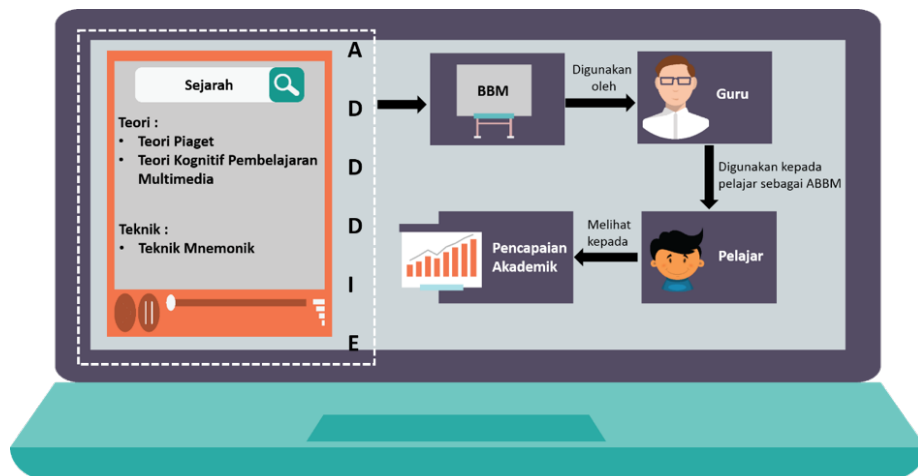 Sejarah
Teori :
• Teori Piaget
• Teori Kognitif Pembelajaran
Multimedia
Teknik :
• Teknik Mnemonik
A
D
D
D
I
E
BBM
Digunakan
oleh
Guru
Digunakan kepada
pelajar sebagai ABBM
Pelajar
Melihat
kepada
Pencapaian
Akademik